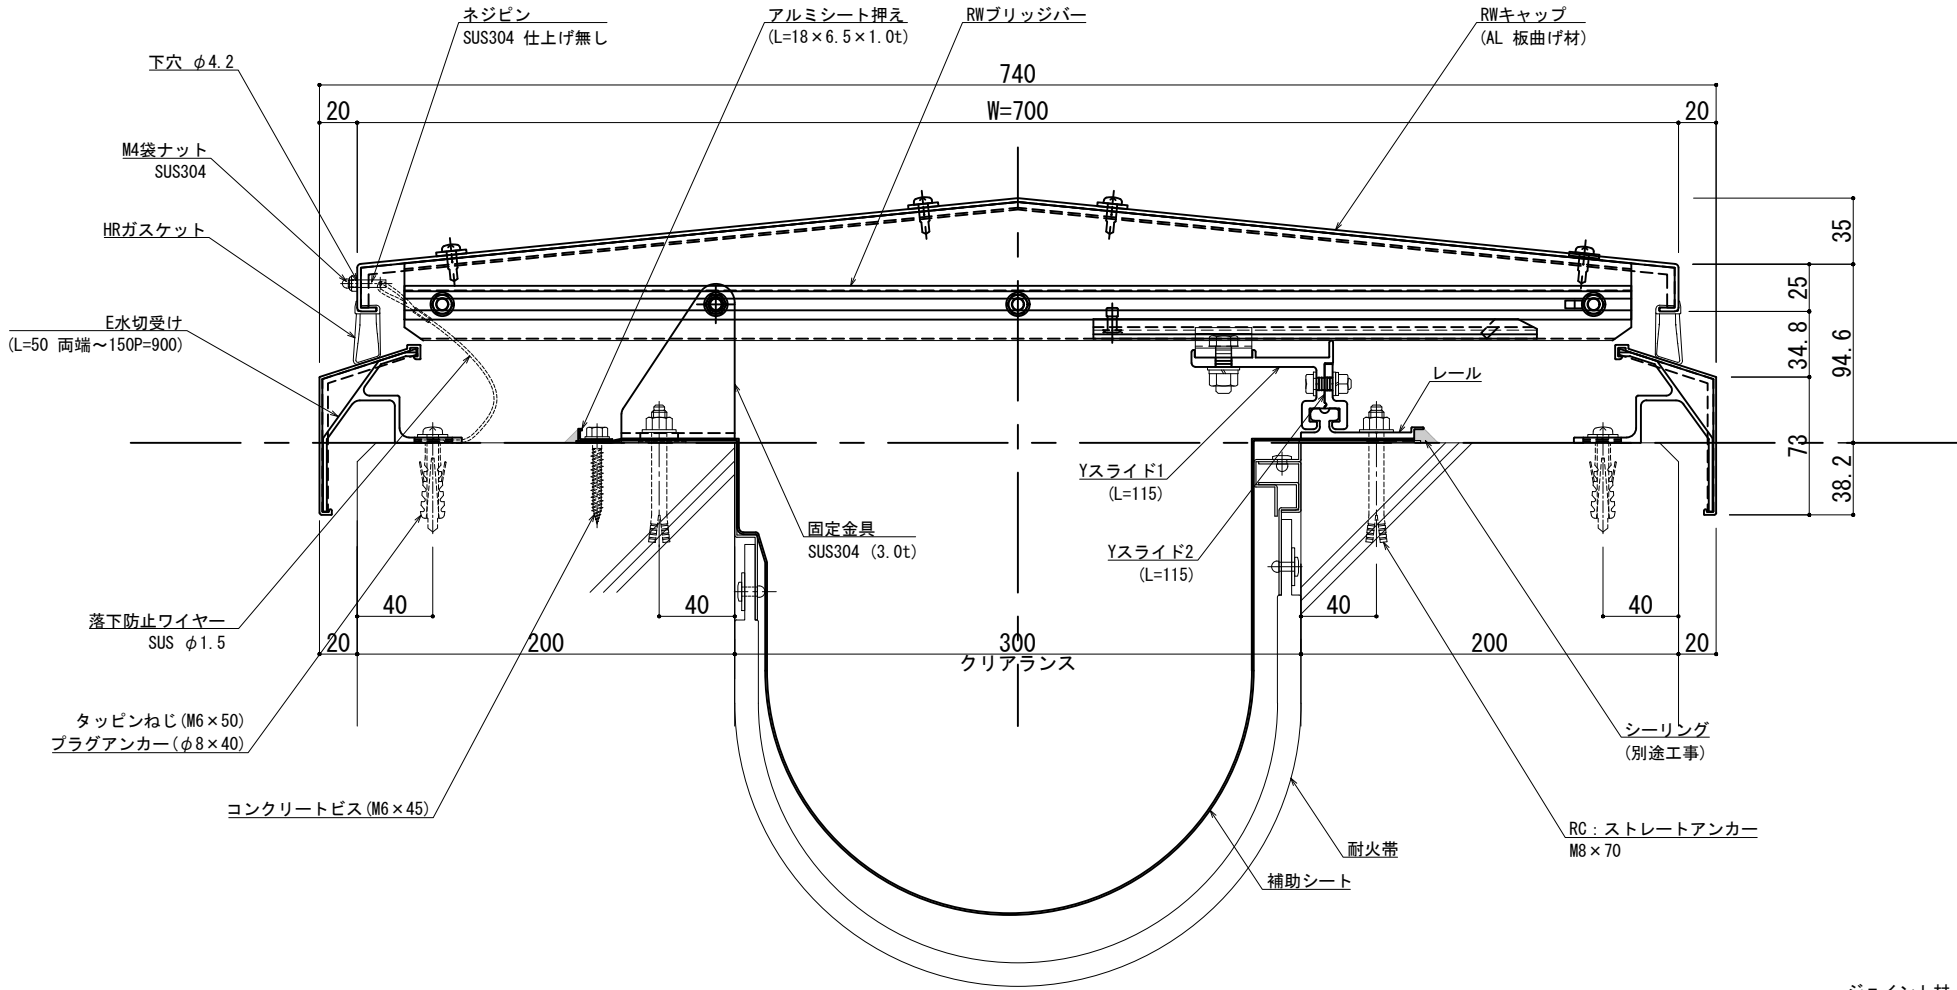 ネジピン
SUS304 仕上げ無し
アルミシート押え
(L=18×6.5×1.0t)
RWブリッジバー
RWキャップ
(AL 板曲げ材)
下穴 φ4.2
740
20
W=700
20
M4袋ナット
SUS304
HRガスケット
35
25
34.8
94.6
73
38.2
E水切受け
(L=50 両端～150P=900)
レール
Yスライド1
(L=115)
固定金具
SUS304 (3.0t)
Yスライド2
(L=115)
40
40
40
40
落下防止ワイヤー
SUS φ1.5
20
200
300
クリアランス
200
20
タッピンねじ(M6×50)
プラグアンカー(φ8×40)
シーリング
(別途工事)
コンクリートビス(M6×45)
RC：ストレートアンカー
M8×70
耐火帯
補助シート